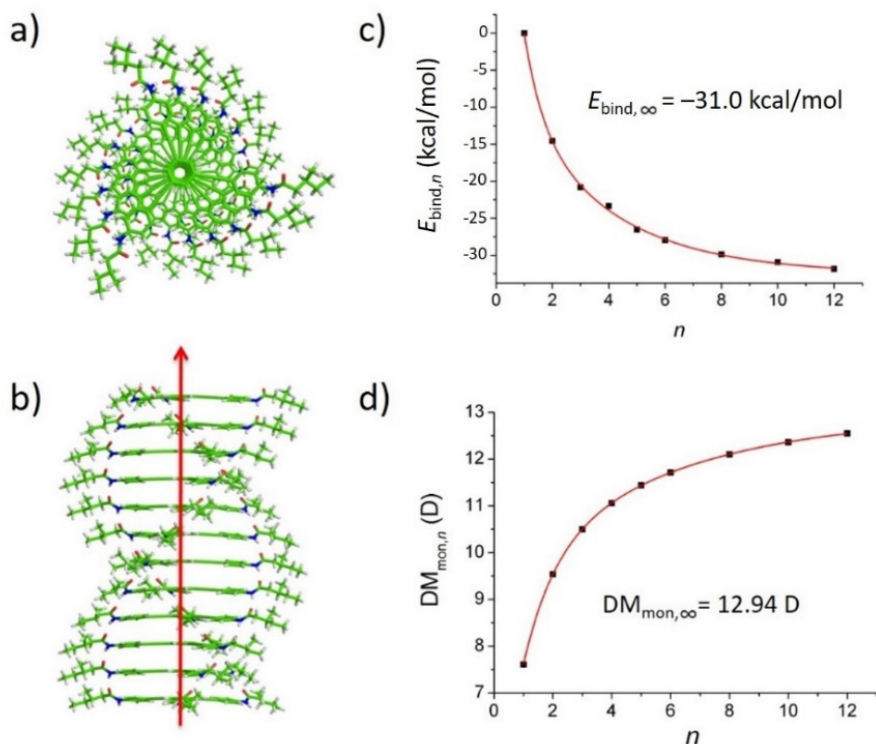 a)
b)
c)
0
-5
-10
-15
-20
-25
-30
E_bind,n (kcal/mol)
E_bind, ∞ = –31.0 kcal/mol
2 4 6 8 10 12
n
d)
13
12
11
10
9
8
7
DM_mon,n (D)
DM_mon,∞ = 12.94 D
0 2 4 6 8 10 12
n